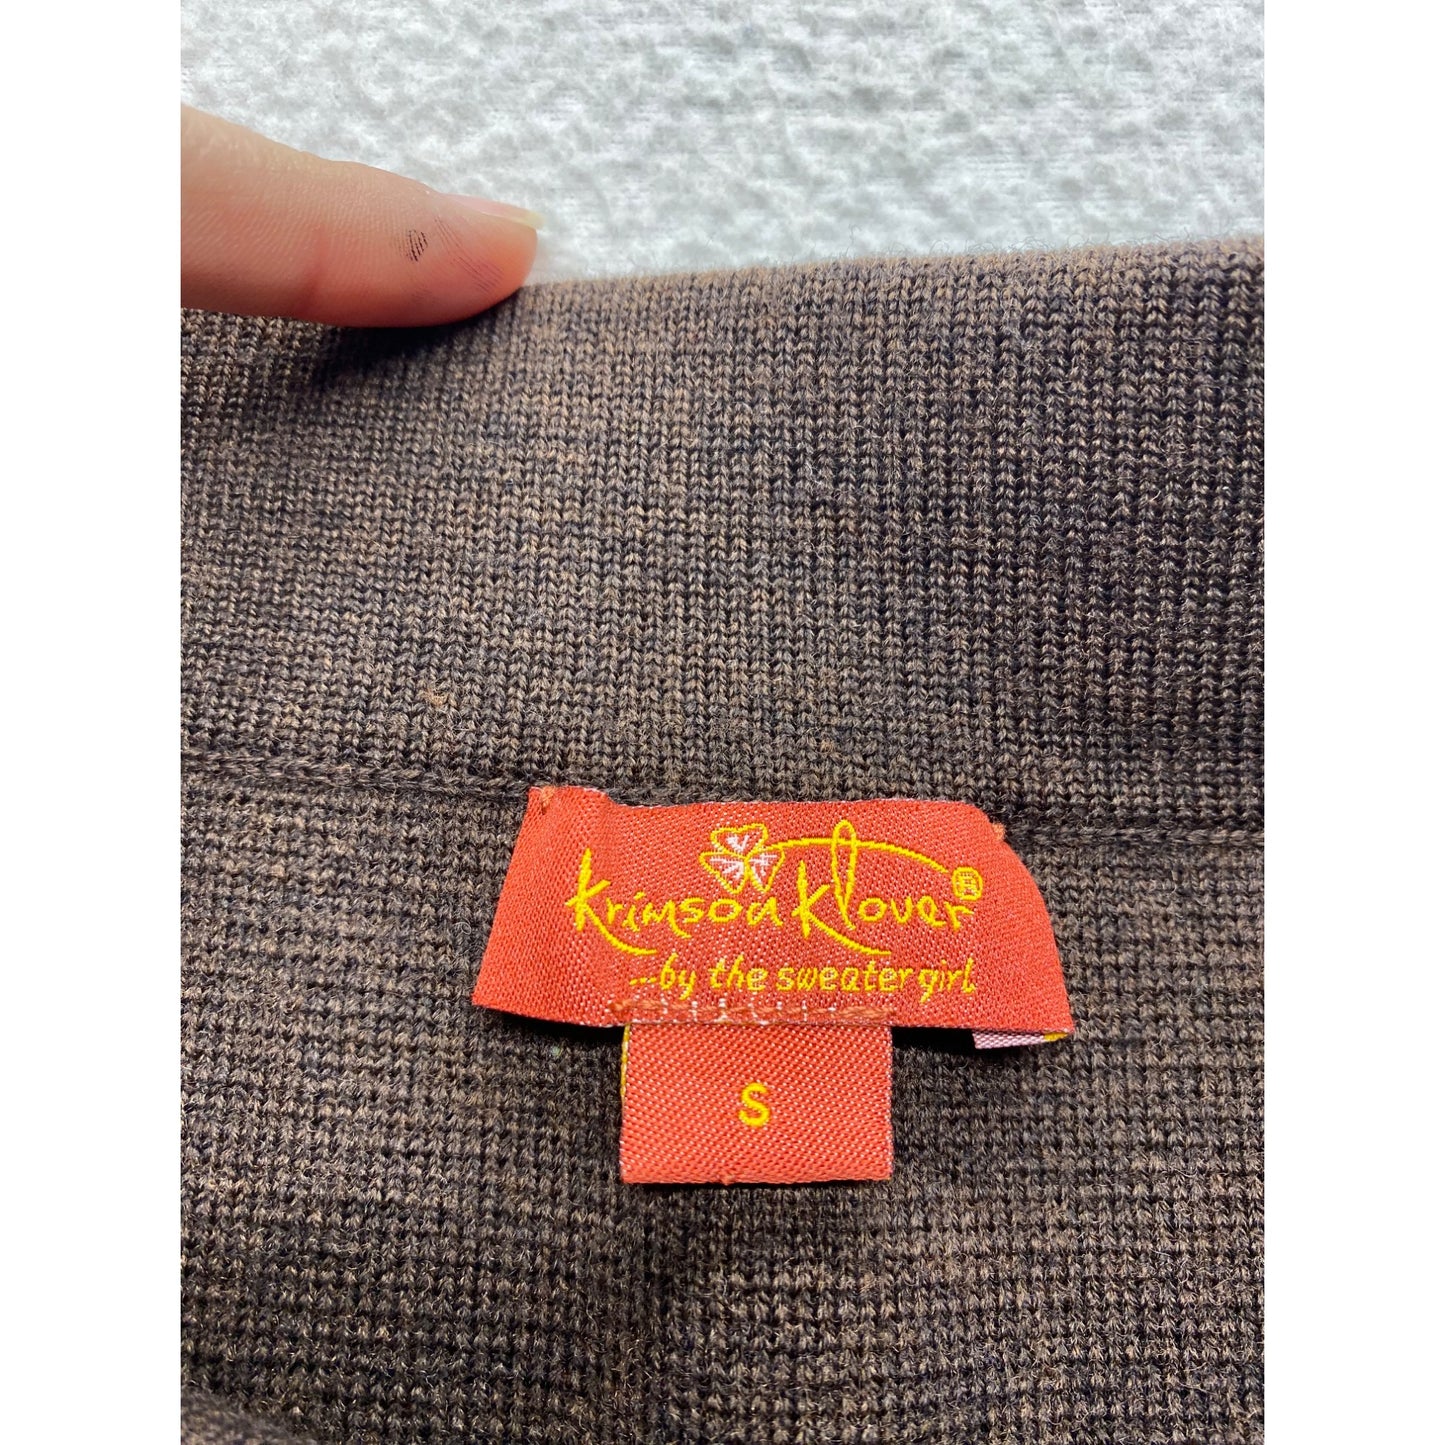 Krimson Klover®
...by the sweater girl
S